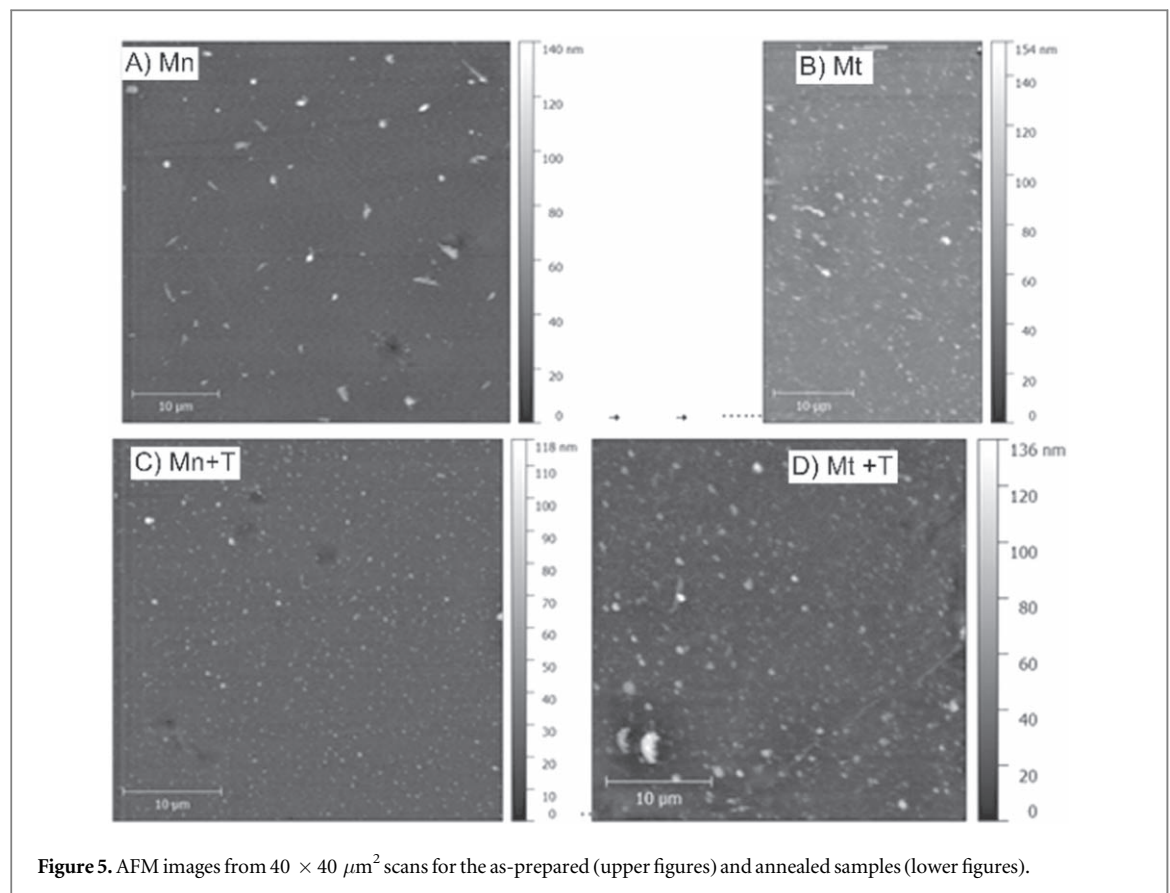 A) Mn
140 nm
120
100
80
60
40
20
0
10 µm
B) Mt
154 nm
140
120
100
80
60
40
20
0
10 µm
C) Mn+T
118 nm
110
100
90
80
70
60
50
40
30
20
10
0
10 µm
D) Mt +T
136 nm
120
100
80
60
40
20
0
10 µm
Figure 5. AFM images from 40 × 40 µm² scans for the as-prepared (upper figures) and annealed samples (lower figures).